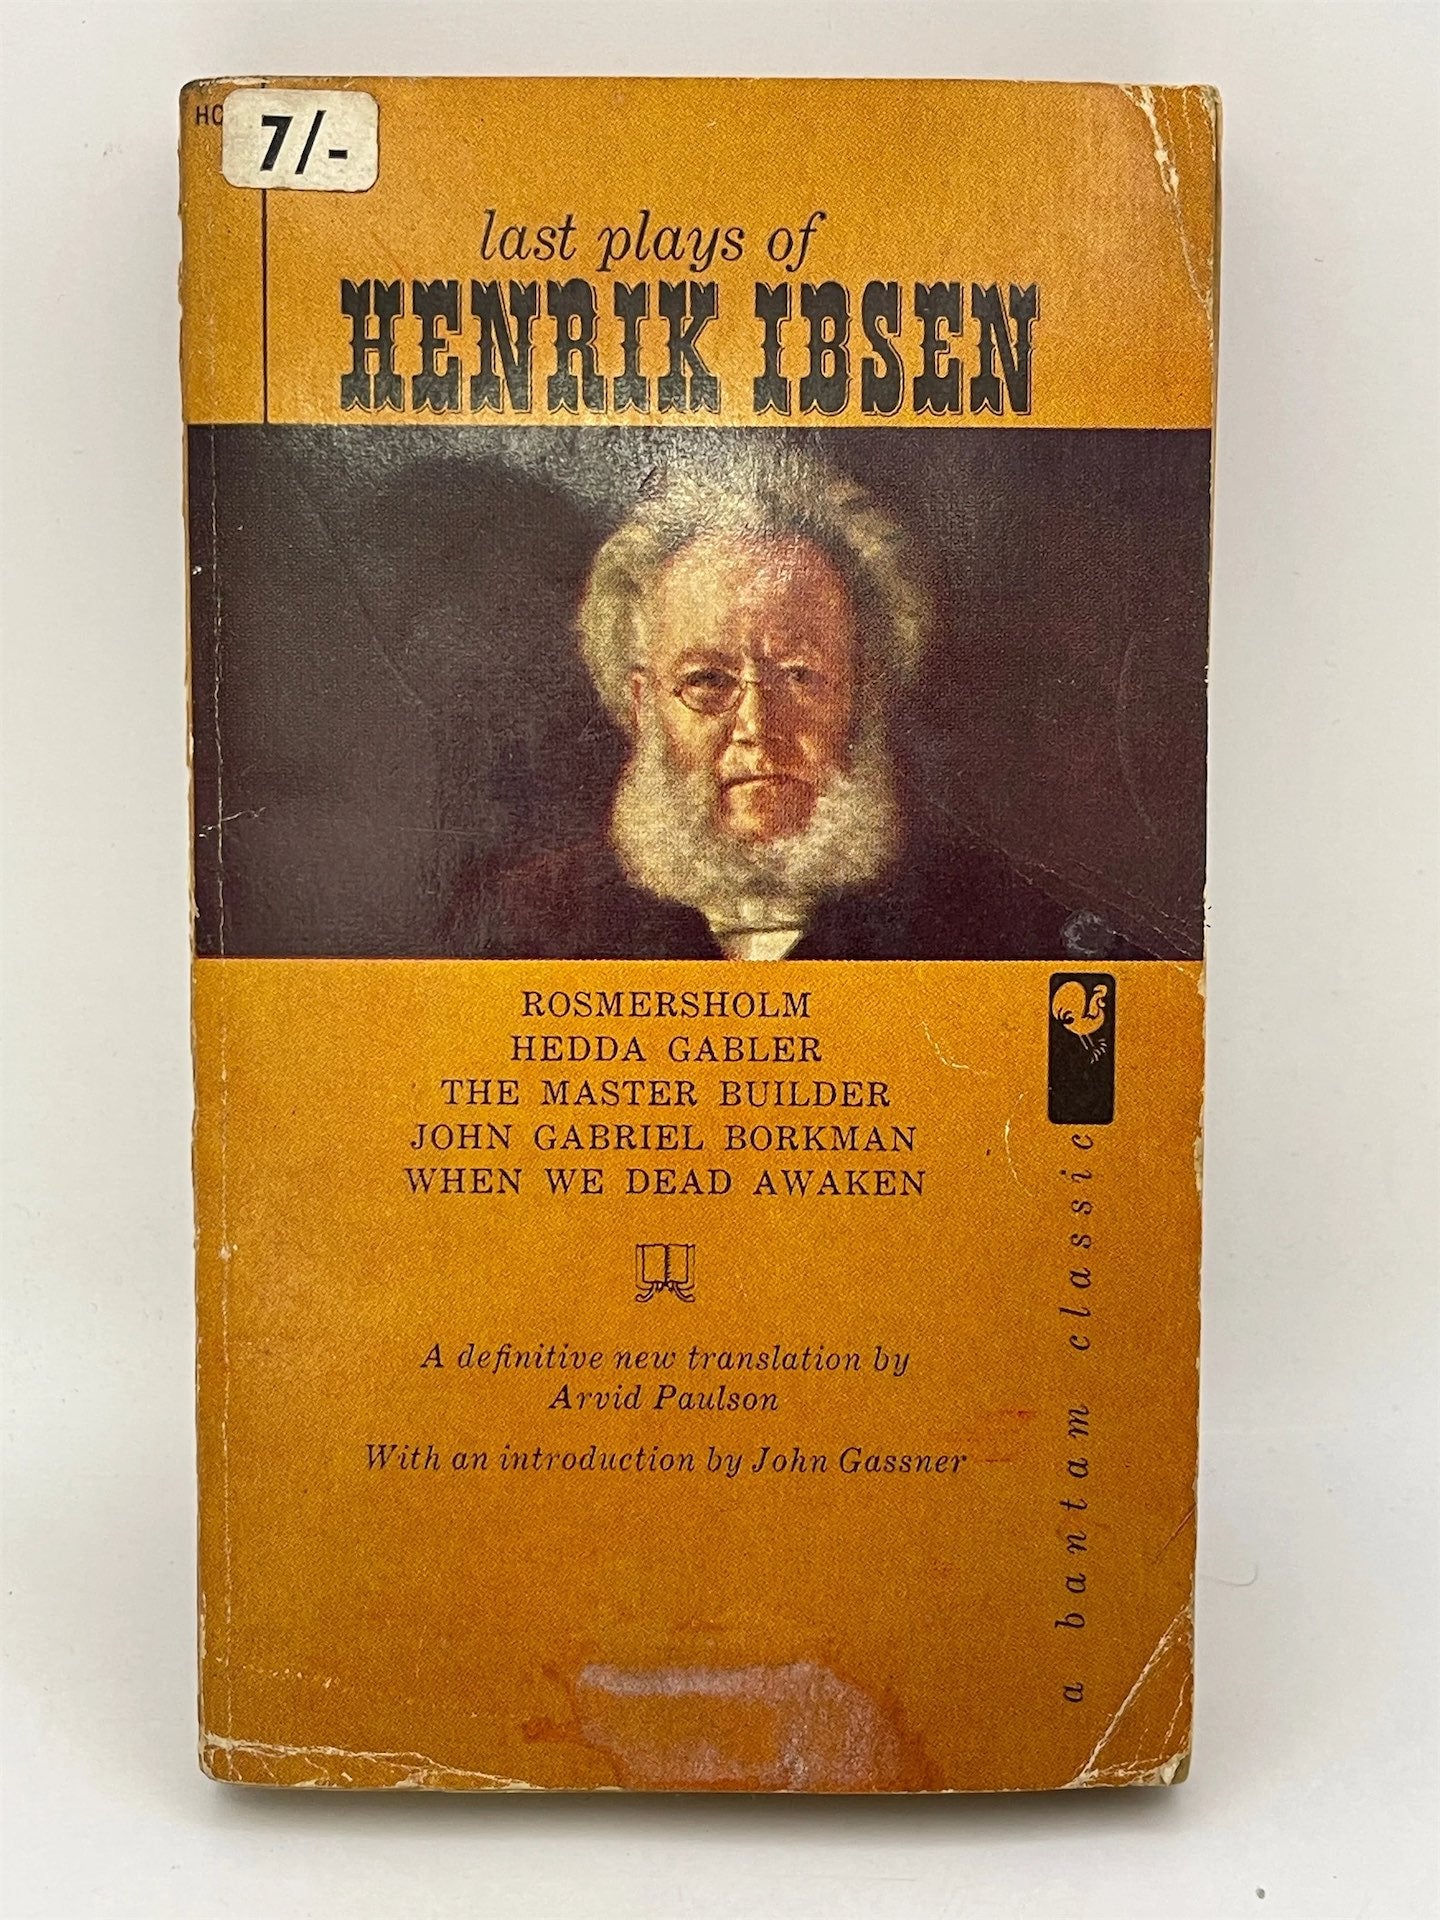 HC
7/-
last plays of
HENRIK IBSEN
ROSMERSHOLM
HEDDA GABLER
THE MASTER BUILDER
JOHN GABRIEL BORKMAN
WHEN WE DEAD AWAKEN
A definitive new translation by
Arvid Paulson
With an introduction by John Gassner
a bantam classic